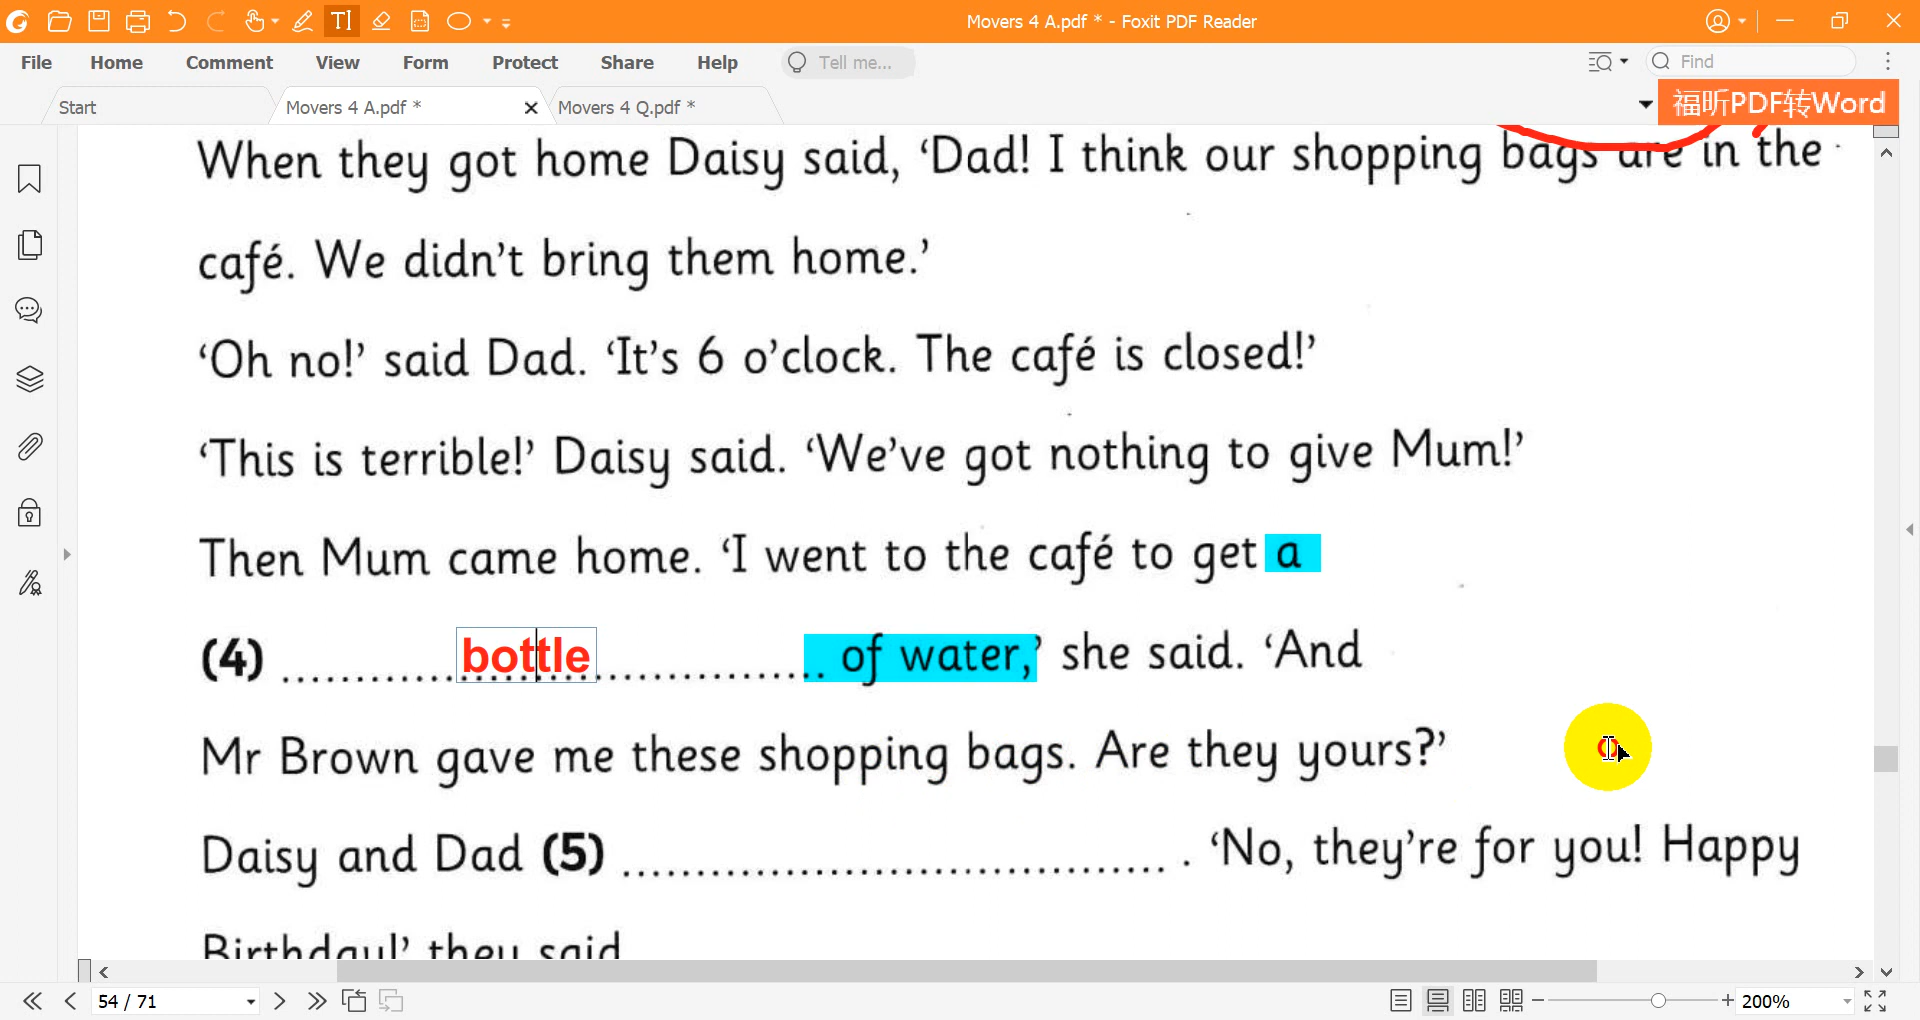 Movers 4 A.pdf * - Foxit PDF Reader
File Home Comment View Form Protect Share Help Tell me... Find
Start Movers 4 A.pdf * Movers 4 Q.pdf * 福昕PDF转Word
When they got home Daisy said, ‘Dad! I think our shopping bags are in the
café. We didn’t bring them home.’
‘Oh no!’ said Dad. ‘It’s 6 o’clock. The café is closed!’
‘This is terrible!’ Daisy said. ‘We’ve got nothing to give Mum!’
Then Mum came home. ‘I went to the café to get a
(4) .......... bottle .......... of water,’ she said. ‘And
Mr Brown gave me these shopping bags. Are they yours?’
Daisy and Dad (5) ..................................... . ‘No, they’re for you! Happy
Birthday!’ they said
54 / 71 200%